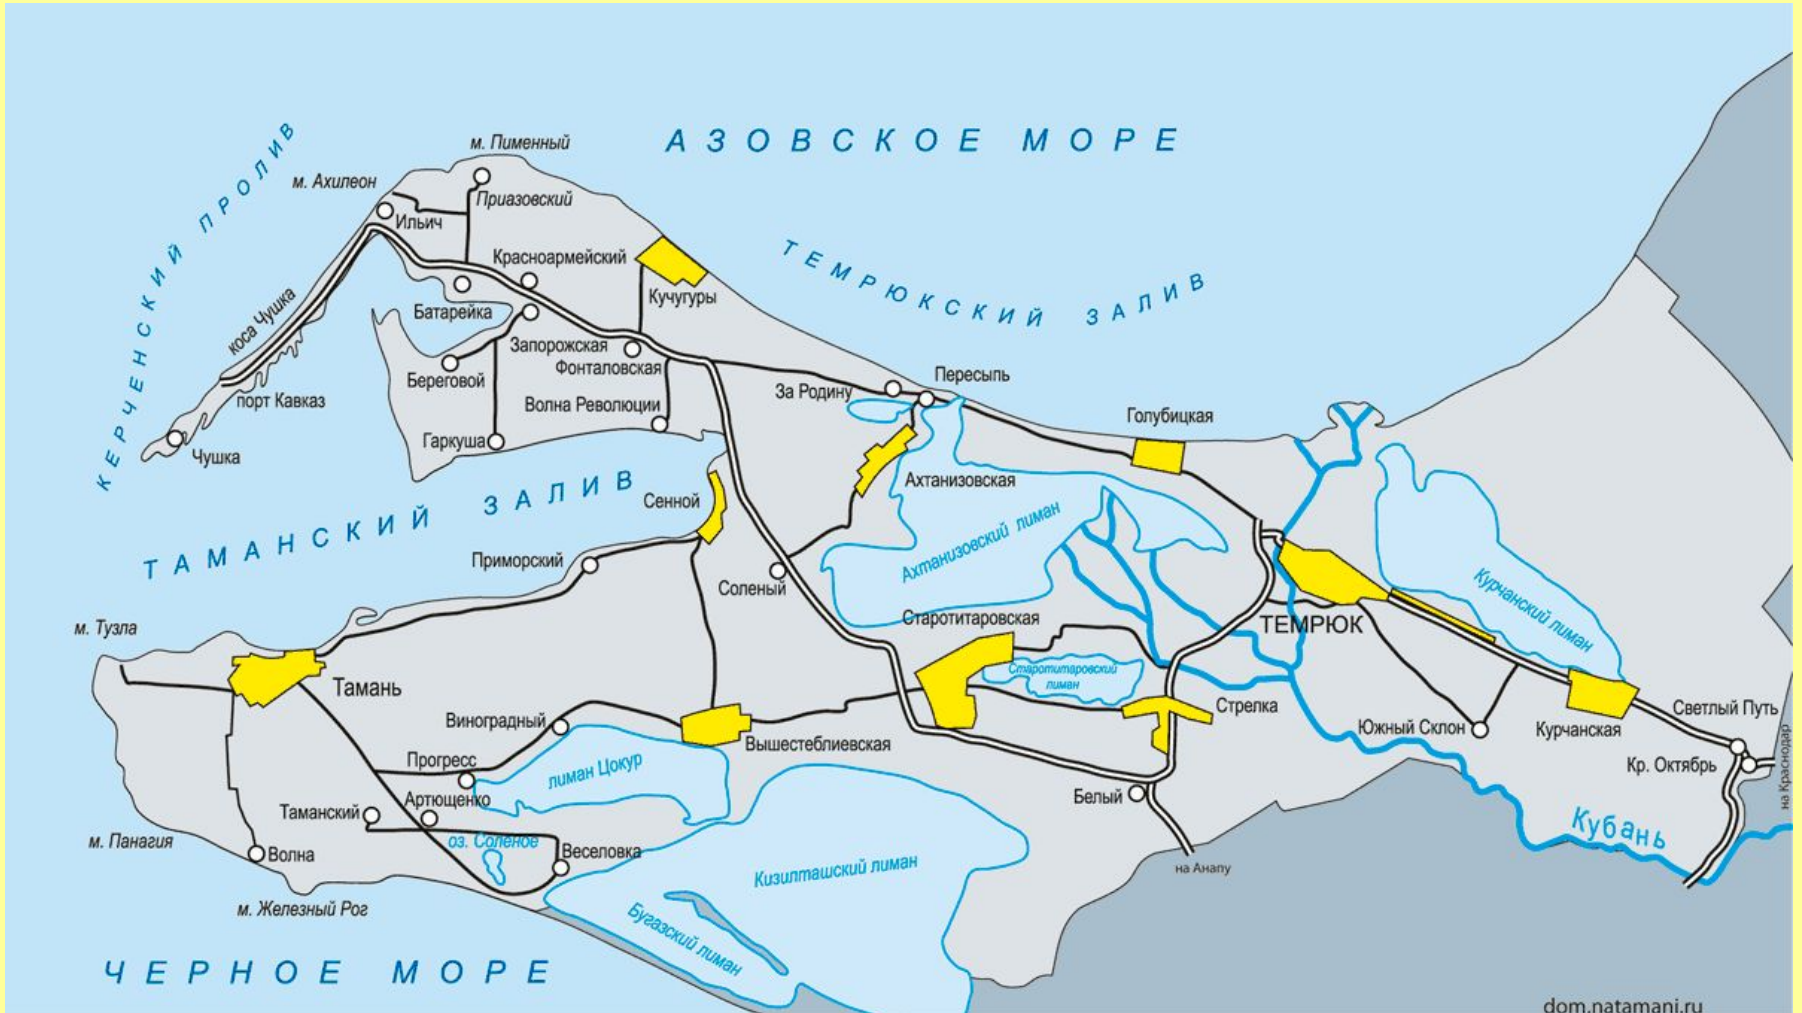 КЕРЧЕНСКИЙ ПРОЛИВ
АЗОВСКОЕ МОРЕ
м. Пименный
м. Ахилеон
Приазовский
Ильич
Красноармейский
Кучугуры
ТЕМРЮКСКИЙ ЗАЛИВ
коса Чушка
Батарейка
Запорожская
Фонталовская
Береговой
порт Кавказ
Волна Революции
Гаркуша
Чушка
За Родину
Пересыпь
Голубицкая
Ахтанизовская
Сенной
ТАМАНСКИЙ ЗАЛИВ
Ахтанизовский лиман
Приморский
Соленый
Курчанский лиман
Старотитаровская
ТЕМРЮК
м. Тузла
Тамань
Старотитаровский
лиман
Стрелка
Светлый Путь
Виноградный
Вышестеблиевская
Южный Склон
Курчанская
Прогресс
лиман Цокур
Кр. Октябрь
на Краснодар
Белый
Артющенко
Таманский
оз. Соленое
Кубань
м. Панагия
Волна
Веселовка
Кизилташский лиман
на Анапу
м. Железный Рог
Бугазский лиман
ЧЕРНОЕ МОРЕ
dom.natamani.ru